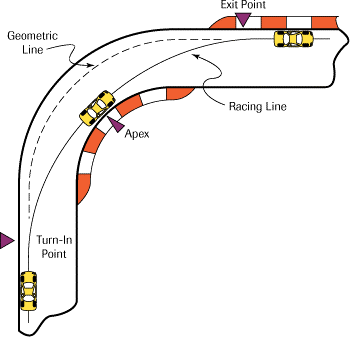 Exit Point
Geometric
Line
Racing Line
Apex
Turn-In
Point